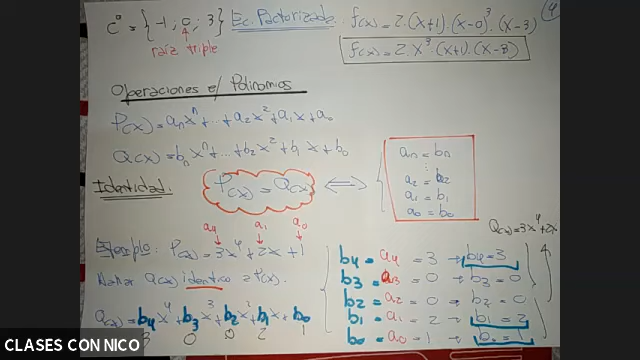 C⁰ = {-1; 0; 3} Ec. Factorizada: f(x) = 2·(x+1)·(x-0)³·(x-3)
raíz triple
f(x) = 2·x³·(x+1)·(x-3)
Operaciones e/ Polinomios
P(x) = aₙxⁿ+...+a₂x²+a₁x+a₀
Q(x) = bₙxⁿ+...+b₂x²+b₁x+b₀
Identidad: P(x) = Q(x) ⟺
aₙ = bₙ
⋮
a₂ = b₂
a₁ = b₁
a₀ = b₀
a₄ a₁ a₀
Ejemplo: P(x) = 3x⁴+2x+1
Hallar Q(x) identico a P(x).
Q(x) = b₄x⁴+b₃x³+b₂x²+b₁x+b₀
3 0 0 2 1
b₄ = a₄ = 3 → b₄ = 3
b₃ = a₃ = 0 → b₃ = 0
b₂ = a₂ = 0 → b₂ = 0
b₁ = a₁ = 2 → b₁ = 2
b₀ = a₀ = 1 → b₀ = 1
Q(x) = 3x⁴+2x
CLASES CON NICO